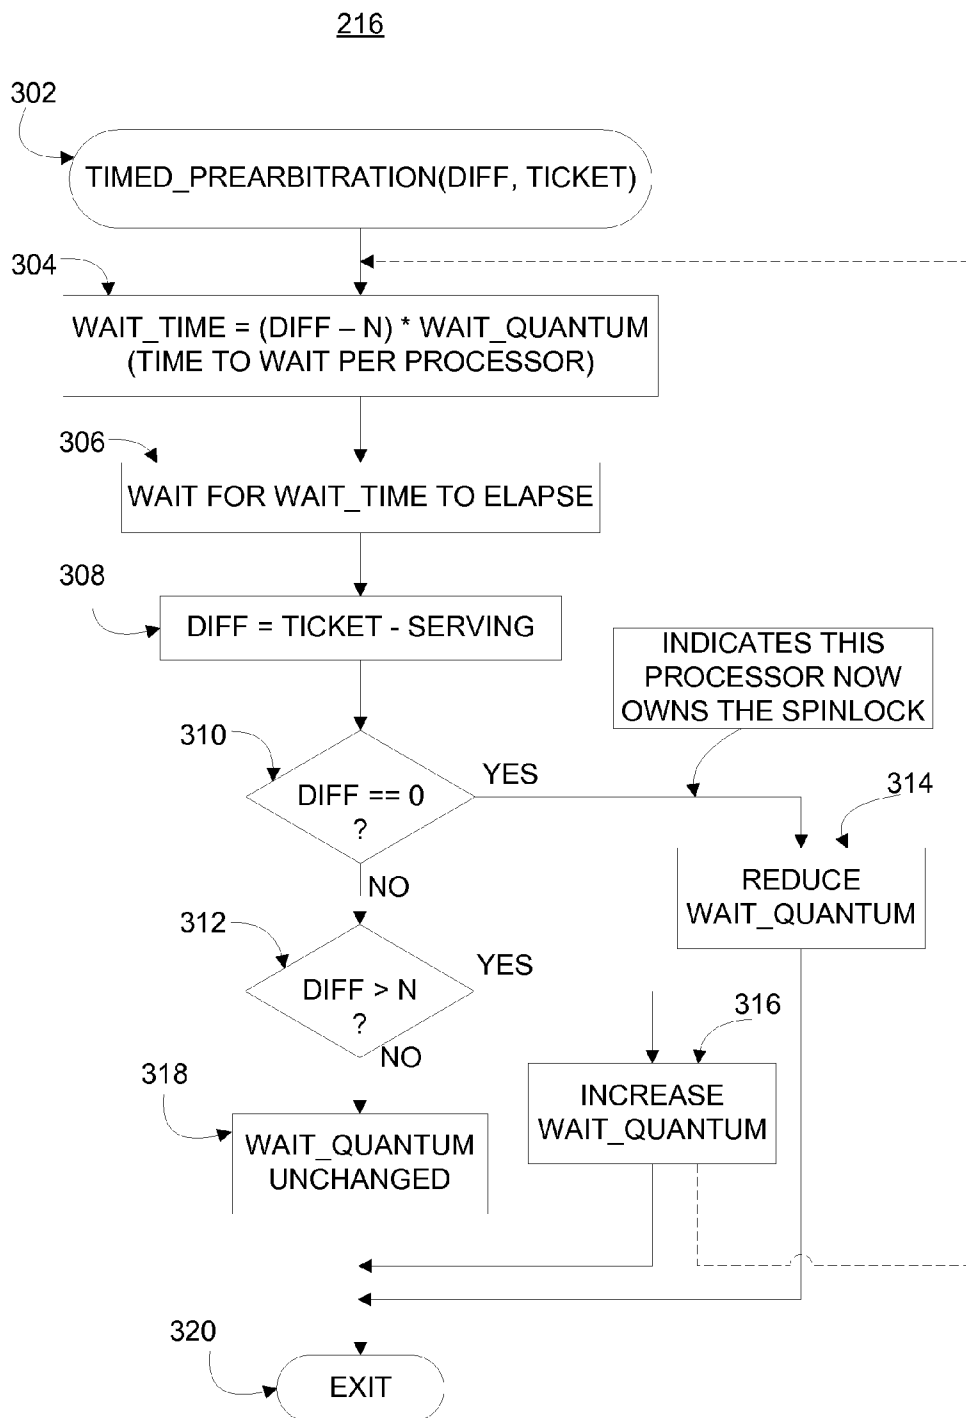 216
302
TIMED_PREARBITRATION(DIFF, TICKET)
304
WAIT_TIME = (DIFF – N) * WAIT_QUANTUM
(TIME TO WAIT PER PROCESSOR)
306
WAIT FOR WAIT_TIME TO ELAPSE
308
DIFF = TICKET - SERVING
INDICATES THIS
PROCESSOR NOW
OWNS THE SPINLOCK
310
DIFF == 0
?
YES
314
REDUCE
WAIT_QUANTUM
NO
312
DIFF > N
?
YES
316
INCREASE
WAIT_QUANTUM
NO
318
WAIT_QUANTUM
UNCHANGED
320
EXIT